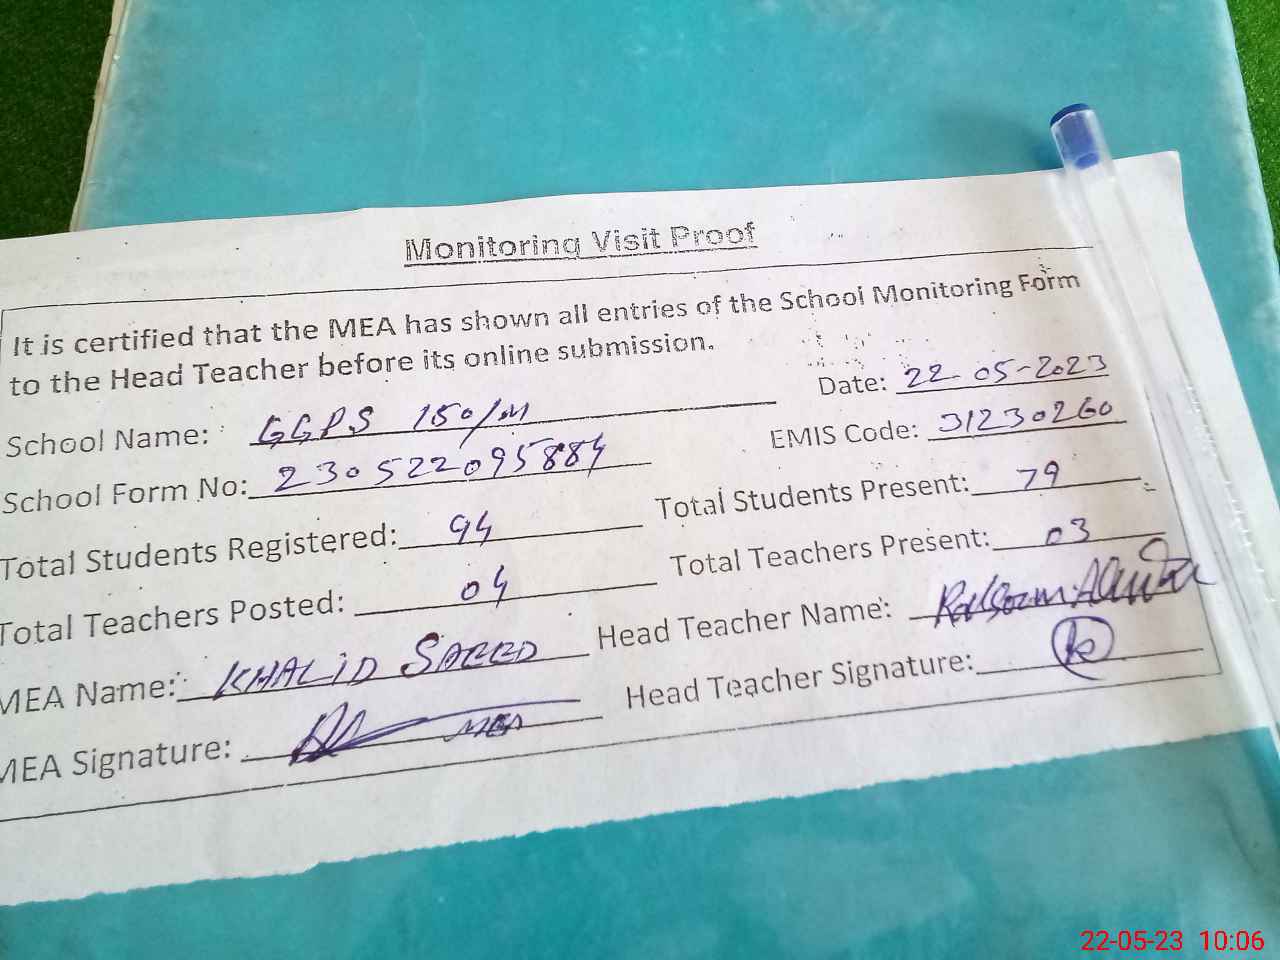 Monitoring Visit Proof
It is certified that the MEA has shown all entries of the School Monitoring Form
to the Head Teacher before its online submission.
Date: 22-05-2023
School Name: GGPS 150/M
EMIS Code: 31230260
School Form No: 230522095884
Total Students Present: 79
Total Students Registered: 94
Total Teachers Present: 03
Total Teachers Posted: 04
Head Teacher Name:
MEA Name: KHALID SAEED
Head Teacher Signature: k
MEA Signature: MEA
22-05-23 10:06